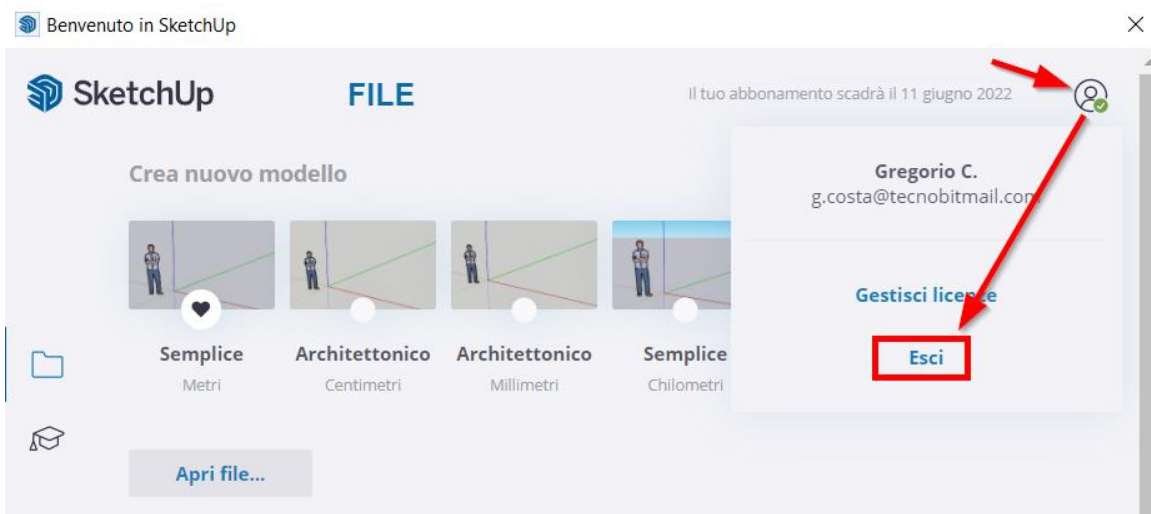 Benvenuto in SketchUp
SketchUp
FILE
Il tuo abbonamento scadrà il 11 giugno 2022
Crea nuovo modello
Gregorio C.
g.costa@tecnobitmail.com
Gestisci licenze
Esci
Semplice
Metri
Architettonico
Centimetri
Architettonico
Millimetri
Semplice
Chilometri
Apri file...